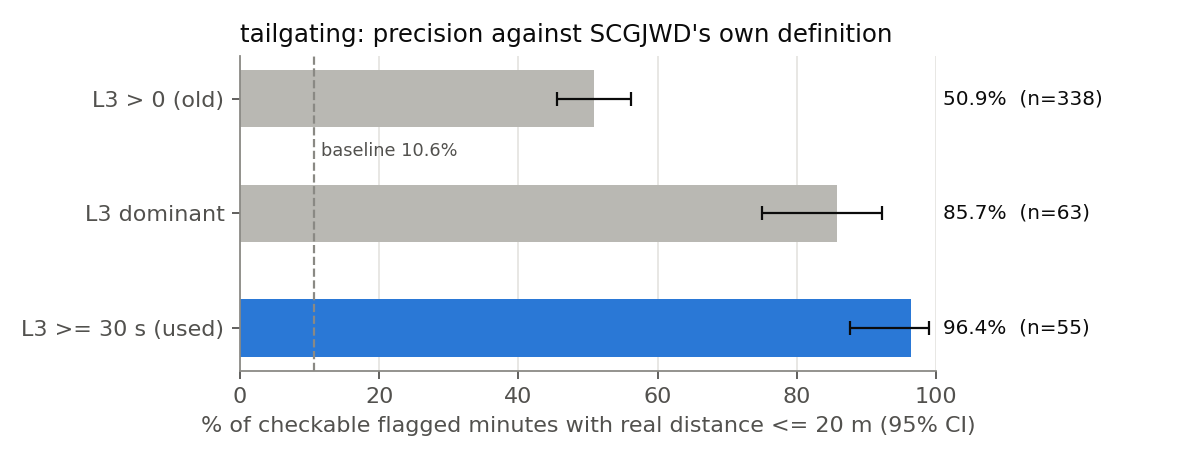 tailgating: precision against SCGJWD's own definition
L3 > 0 (old)
50.9% (n=338)
baseline 10.6%
L3 dominant
85.7% (n=63)
L3 >= 30 s (used)
96.4% (n=55)
0 20 40 60 80 100
% of checkable flagged minutes with real distance <= 20 m (95% CI)